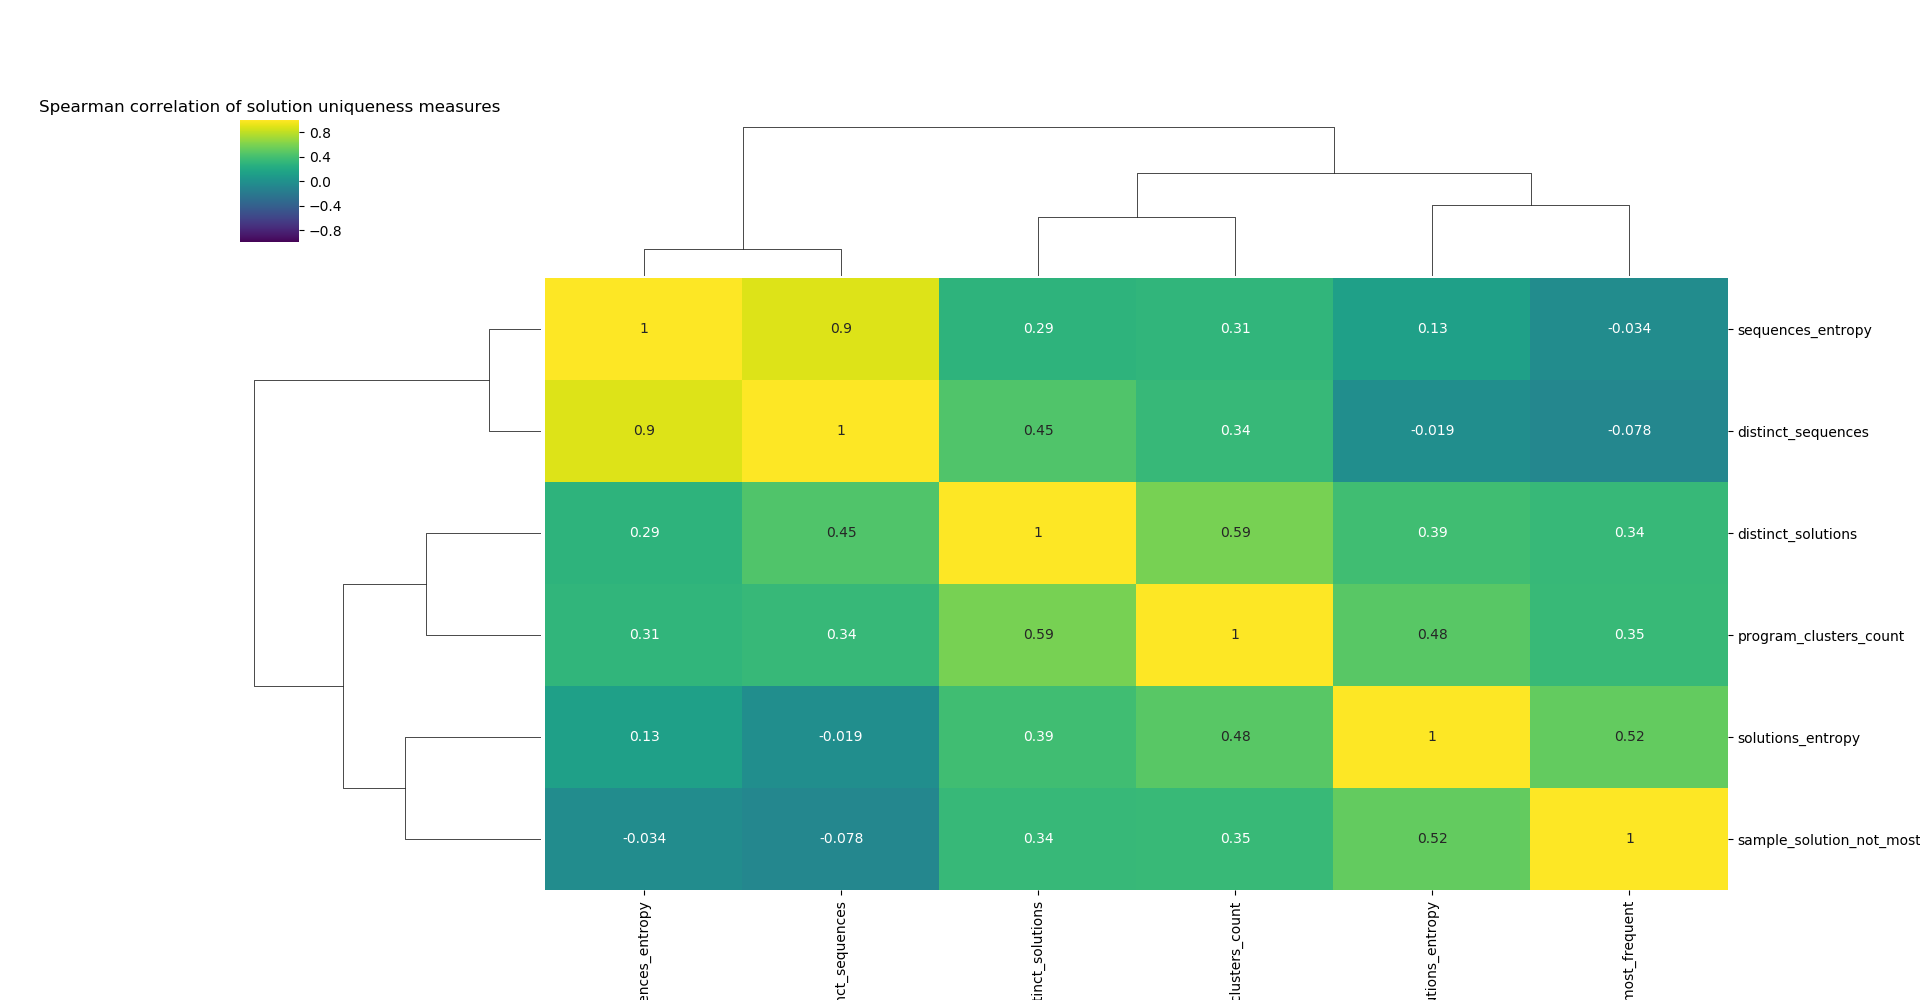 Spearman correlation of solution uniqueness measures
0.8
0.4
0.0
−0.4
−0.8
1 0.9 0.29 0.31 0.13 -0.034 sequences_entropy
0.9 1 0.45 0.34 -0.019 -0.078 distinct_sequences
0.29 0.45 1 0.59 0.39 0.34 distinct_solutions
0.31 0.34 0.59 1 0.48 0.35 program_clusters_count
0.13 -0.019 0.39 0.48 1 0.52 solutions_entropy
-0.034 -0.078 0.34 0.35 0.52 1 sample_solution_not_most
ences_entropy
nct_sequences
tinct_solutions
clusters_count
utions_entropy
most_frequent